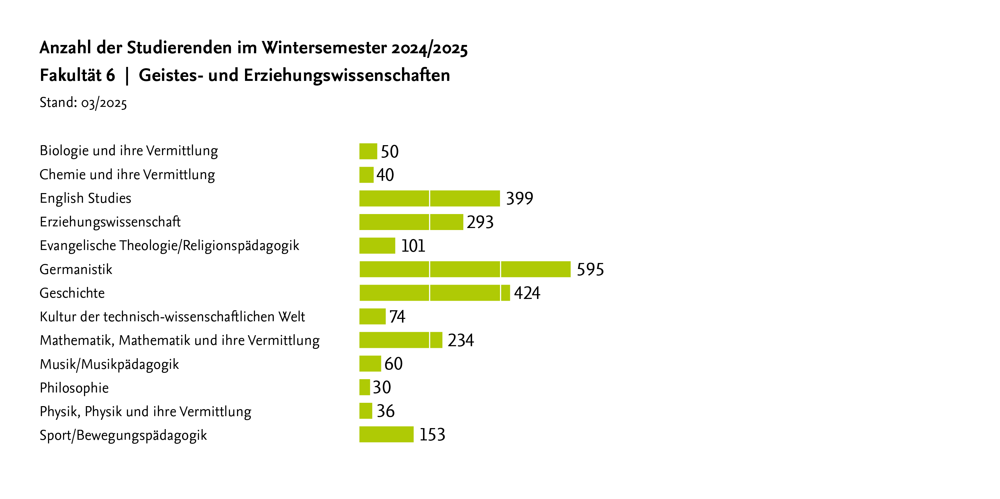 Anzahl der Studierenden im Wintersemester 2024/2025
Fakultät 6 | Geistes- und Erziehungswissenschaften
Stand: 03/2025
Biologie und ihre Vermittlung 50
Chemie und ihre Vermittlung 40
English Studies 399
Erziehungswissenschaft 293
Evangelische Theologie/Religionspädagogik 101
Germanistik 595
Geschichte 424
Kultur der technisch-wissenschaftlichen Welt 74
Mathematik, Mathematik und ihre Vermittlung 234
Musik/Musikpädagogik 60
Philosophie 30
Physik, Physik und ihre Vermittlung 36
Sport/Bewegungspädagogik 153